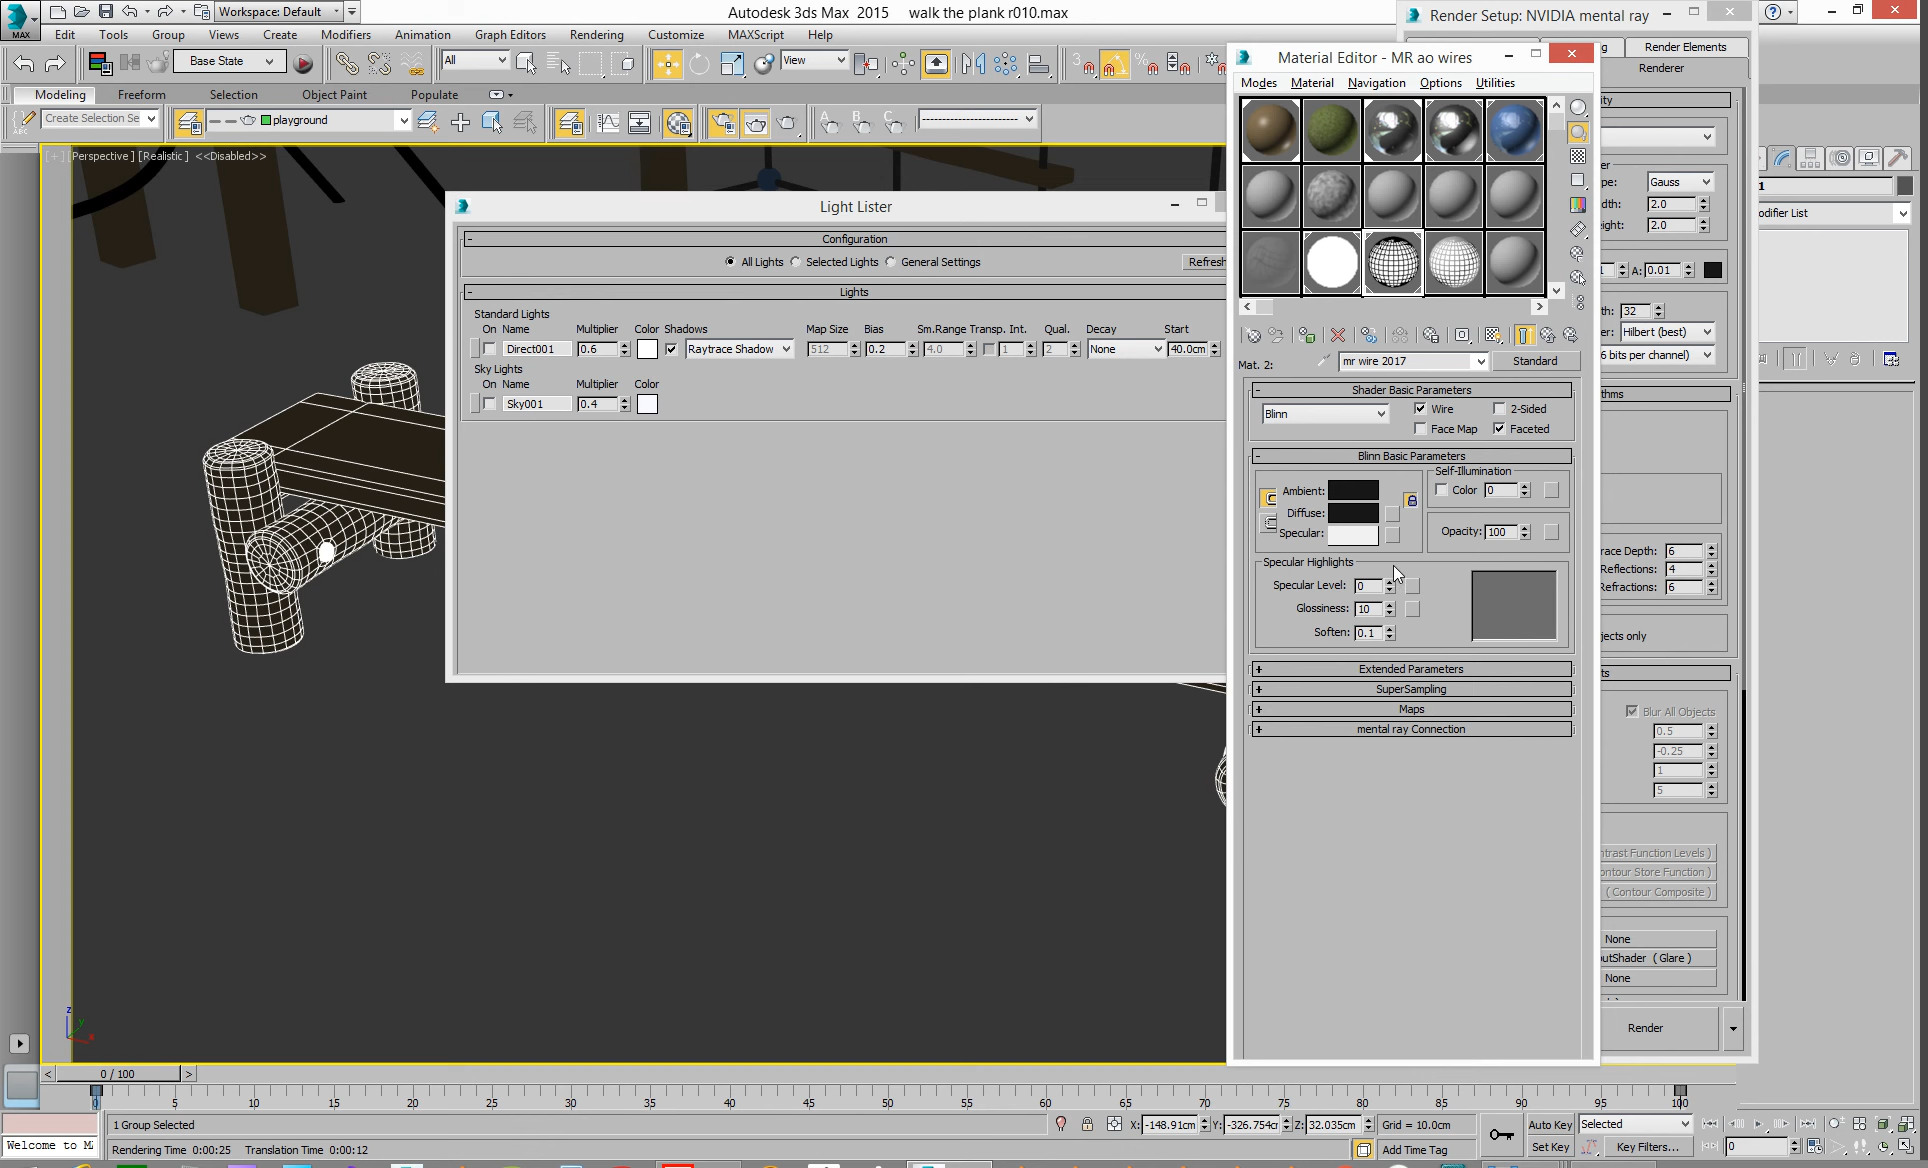 Workspace: Default
Autodesk 3ds Max 2015 walk the plank r010.max
Render Setup: NVIDIA mental ray
MAX
Edit Tools Group Views Create Modifiers Animation Graph Editors Rendering Customize MAXScript Help
Material Editor - MR ao wires
Render Elements
Renderer
Base State All View
Modes Material Navigation Options Utilities
Modeling Freeform Selection Object Paint Populate
Create Selection Se playground
[+] [Perspective] [Realistic] <<Disabled>>
Light Lister
Configuration
All Lights Selected Lights General Settings Refresh
Lights
Standard Lights
On Name Multiplier Color Shadows Map Size Bias Sm.Range Transp. Int. Qual. Decay Start
Direct001 0.6 Raytrace Shadow 512 0.2 4.0 1 2 None 40.0cm
Sky Lights
On Name Multiplier Color
Sky001 0.4
Mat. 2: mr wire 2017 Standard
Shader Basic Parameters
Blinn Wire 2-Sided
Face Map Faceted
Blinn Basic Parameters
Self-Illumination
Ambient: Color 0
Diffuse:
Specular: Opacity: 100
Specular Highlights
Specular Level: 0
Glossiness: 10
Soften: 0.1
Extended Parameters
SuperSampling
Maps
mental ray Connection
ity
pe: Gauss
dth: 2.0
eight: 2.0
1 A: 0.01
th: 32
er: Hilbert (best)
6 bits per channel)
thms
race Depth: 6
Reflections: 4
Refractions: 6
jects only
ts
Blur All Objects
0.5
-0.25
1
5
ntrast Function Levels )
ontour Store Function )
( Contour Composite )
None
utShader ( Glare )
None
Render
1
odifier List
z
y
x
< 0 / 100 >
0 5 10 15 20 25 30 35 40 45 50 55 60 65 70 75 80 85 90 95 100
1 Group Selected X: -148.91cm Y: -326.754cr Z: 32.035cm Grid = 10.0cm Auto Key Selected
Welcome to M Rendering Time 0:00:25 Translation Time 0:00:12 Add Time Tag Set Key Key Filters... 0